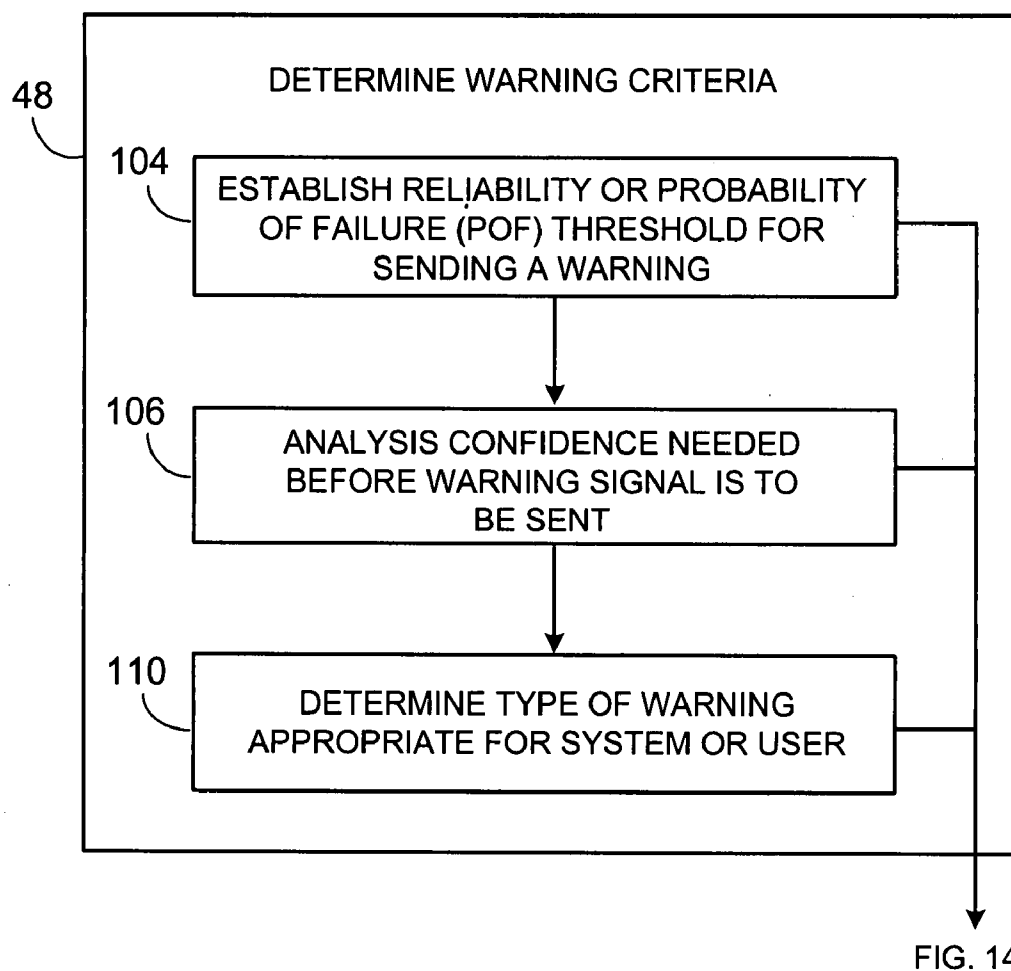 DETERMINE WARNING CRITERIA
48
104
ESTABLISH RELIABILITY OR PROBABILITY
OF FAILURE (POF) THRESHOLD FOR
SENDING A WARNING
106
ANALYSIS CONFIDENCE NEEDED
BEFORE WARNING SIGNAL IS TO
BE SENT
110
DETERMINE TYPE OF WARNING
APPROPRIATE FOR SYSTEM OR USER
FIG. 14